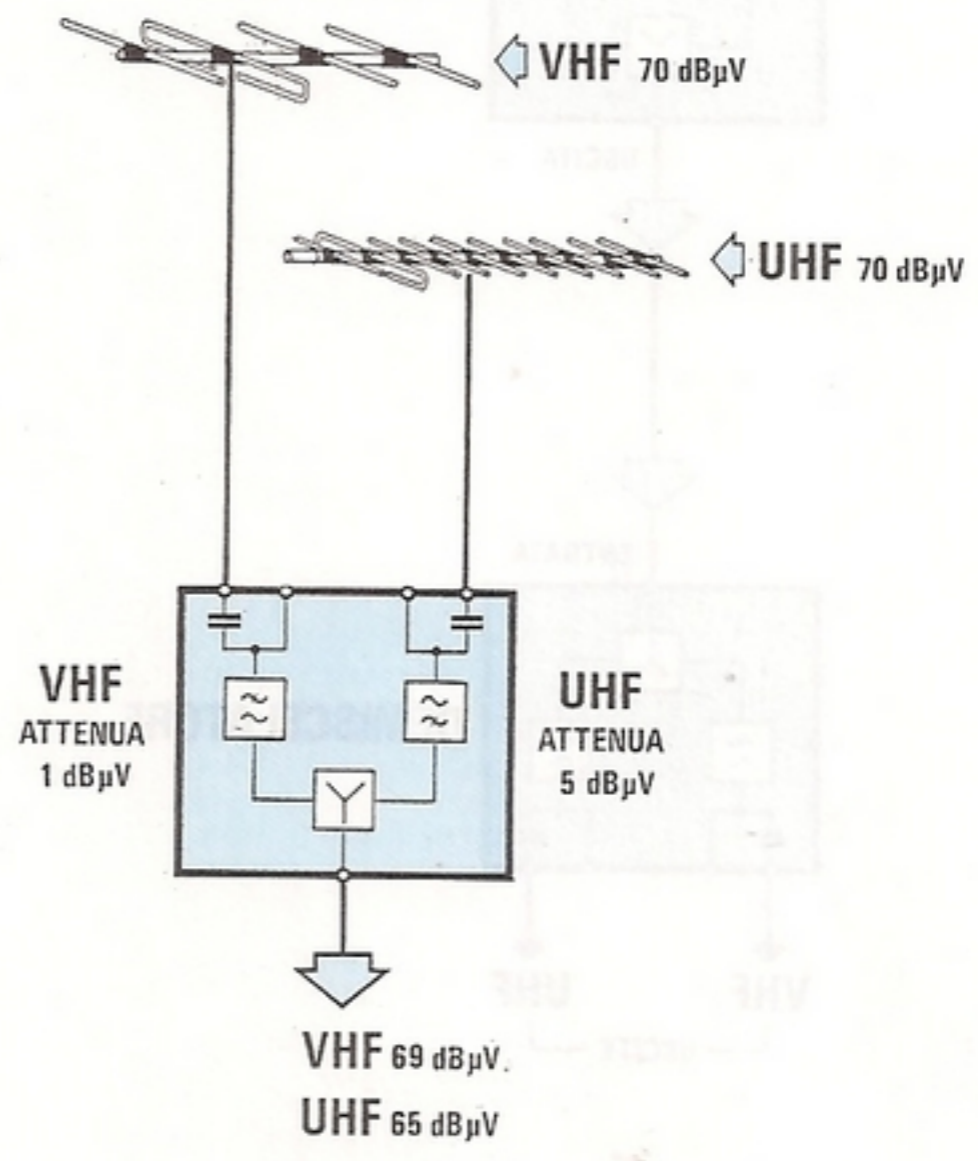 VHF 70 dBµV
UHF 70 dBµV
VHF
ATTENUA
1 dBµV
UHF
ATTENUA
5 dBµV
VHF 69 dBµV.
UHF 65 dBµV